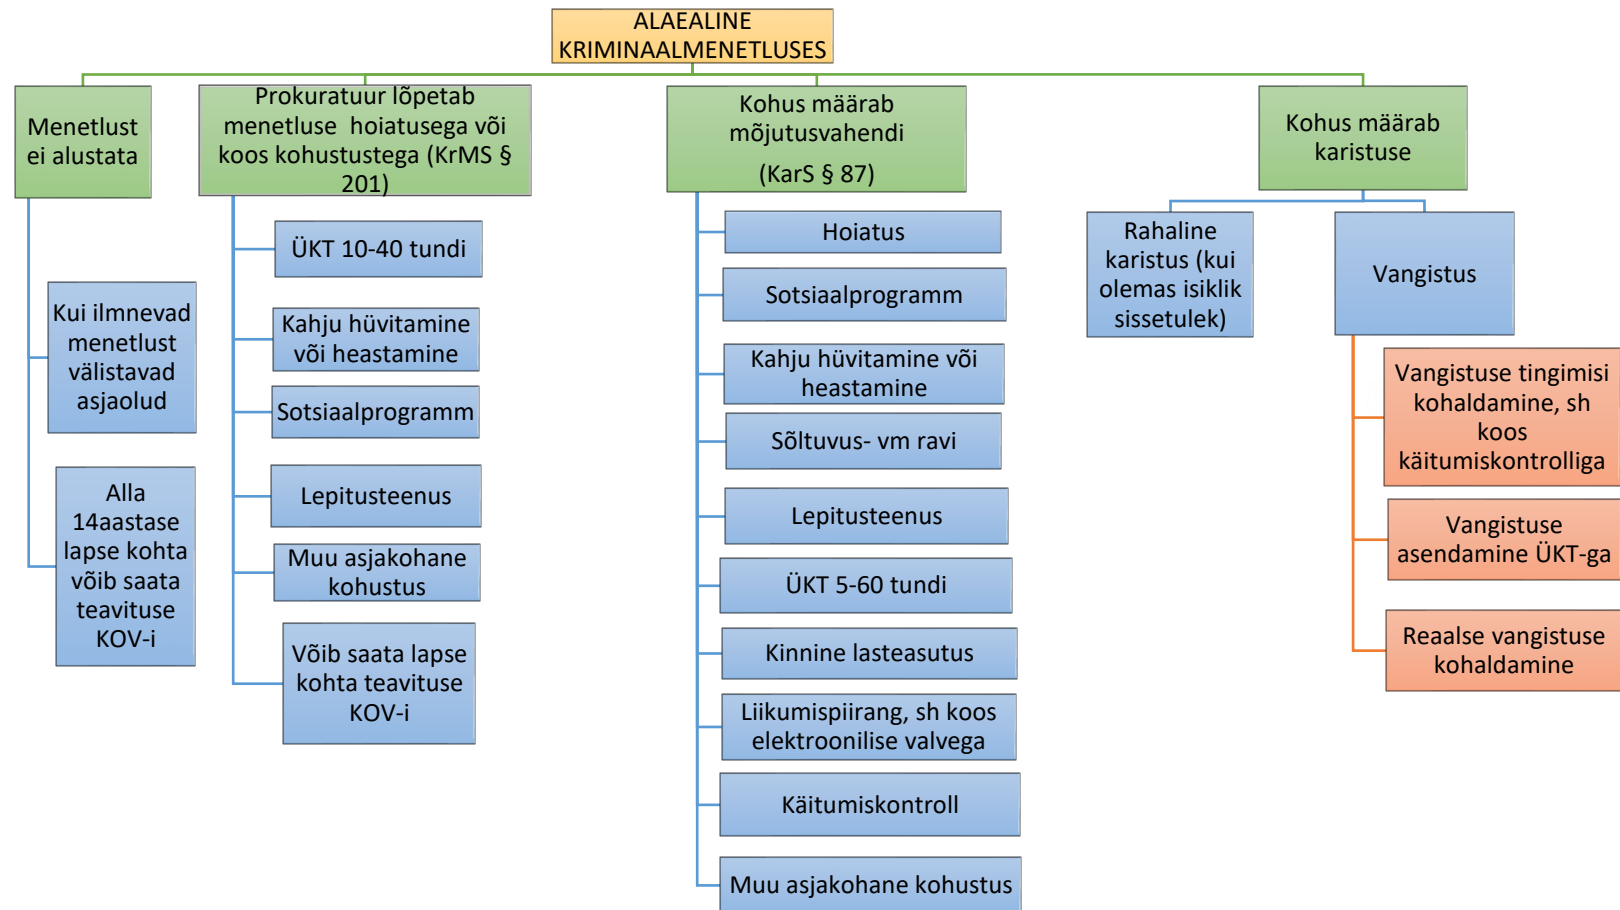 ALAEALINE
KRIMINAALMENETLUSES
Menetlust
ei alustata
Kui ilmnevad
menetlust
välistavad
asjaolud
Alla
14aastase
lapse kohta
võib saata
teavituse
KOV-i
Prokuratuur lõpetab
menetluse hoiatusega või
koos kohustustega (KrMS §
201)
ÜKT 10-40 tundi
Kahju hüvitamine
või heastamine
Sotsiaalprogramm
Lepitusteenus
Muu asjakohane
kohustus
Võib saata lapse
kohta teavituse
KOV-i
Kohus määrab
mõjutusvahendi
(KarS § 87)
Hoiatus
Sotsiaalprogramm
Kahju hüvitamine või
heastamine
Sõltuvus- vm ravi
Lepitusteenus
ÜKT 5-60 tundi
Kinnine lasteasutus
Liikumispiirang, sh koos
elektroonilise valvega
Käitumiskontroll
Muu asjakohane kohustus
Kohus määrab
karistuse
Rahaline
karistus (kui
olemas isiklik
sissetulek)
Vangistus
Vangistuse tingimisi
kohaldamine, sh
koos
käitumiskontrolliga
Vangistuse
asendamine ÜKT-ga
Reaalse vangistuse
kohaldamine